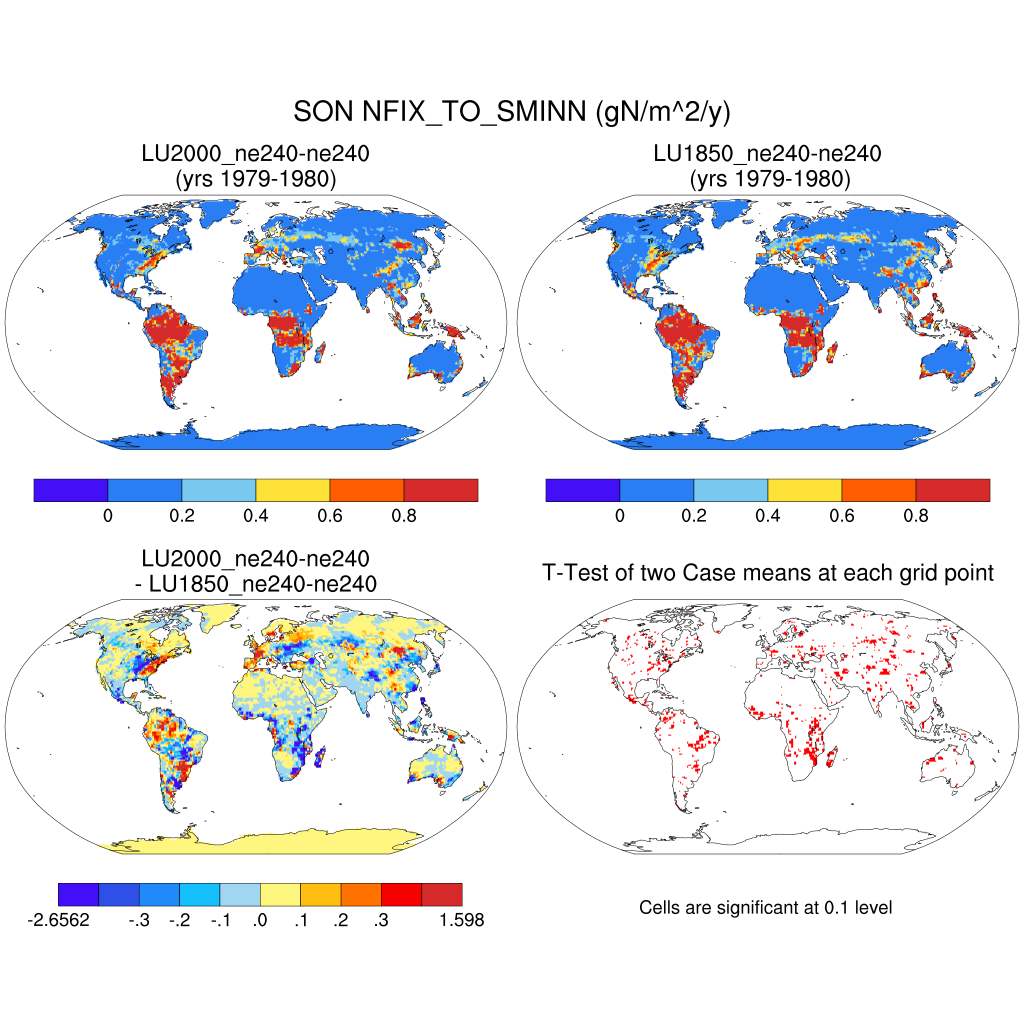 SON NFIX_TO_SMINN (gN/m^2/y)
LU2000_ne240-ne240
(yrs 1979-1980)
LU1850_ne240-ne240
(yrs 1979-1980)
0 0.2 0.4 0.6 0.8
0 0.2 0.4 0.6 0.8
LU2000_ne240-ne240
- LU1850_ne240-ne240
T-Test of two Case means at each grid point
-2.6562 -.3 -.2 -.1 .0 .1 .2 .3 1.598
Cells are significant at 0.1 level